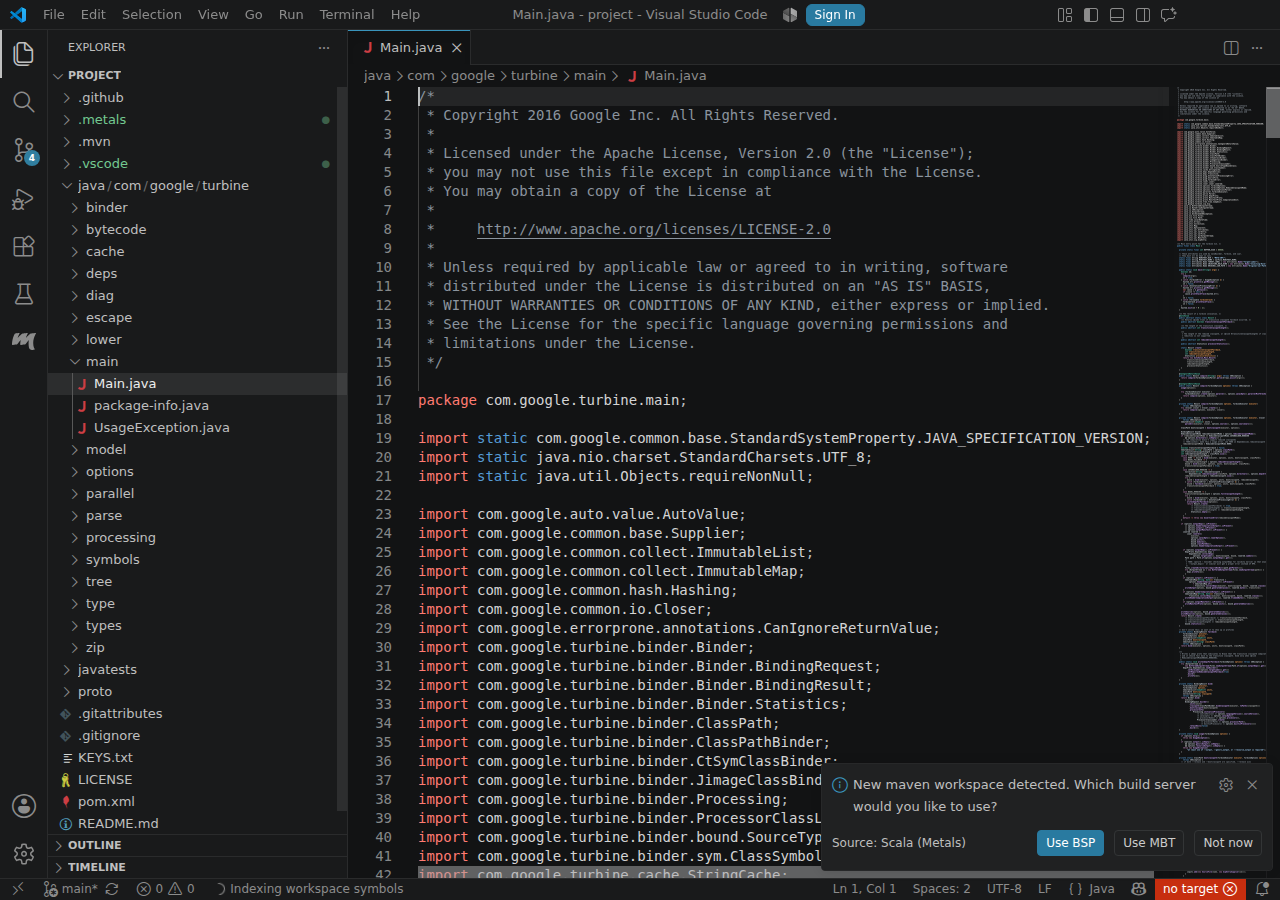 File Edit Selection View Go Run Terminal Help
Main.java - project - Visual Studio Code
Sign In
EXPLORER
PROJECT
.github
.metals
.mvn
.vscode
java/com/google/turbine
binder
bytecode
cache
deps
diag
escape
lower
main
Main.java
package-info.java
UsageException.java
model
options
parallel
parse
processing
symbols
tree
type
types
zip
javatests
proto
.gitattributes
.gitignore
KEYS.txt
LICENSE
pom.xml
README.md
OUTLINE
TIMELINE
4
Main.java
java > com > google > turbine > main > Main.java
1 /*
2 * Copyright 2016 Google Inc. All Rights Reserved.
3 *
4 * Licensed under the Apache License, Version 2.0 (the "License");
5 * you may not use this file except in compliance with the License.
6 * You may obtain a copy of the License at
7 *
8 * http://www.apache.org/licenses/LICENSE-2.0
9 *
10 * Unless required by applicable law or agreed to in writing, software
11 * distributed under the License is distributed on an "AS IS" BASIS,
12 * WITHOUT WARRANTIES OR CONDITIONS OF ANY KIND, either express or implied.
13 * See the License for the specific language governing permissions and
14 * limitations under the License.
15 */
16
17 package com.google.turbine.main;
18
19 import static com.google.common.base.StandardSystemProperty.JAVA_SPECIFICATION_VERSION;
20 import static java.nio.charset.StandardCharsets.UTF_8;
21 import static java.util.Objects.requireNonNull;
22
23 import com.google.auto.value.AutoValue;
24 import com.google.common.base.Supplier;
25 import com.google.common.collect.ImmutableList;
26 import com.google.common.collect.ImmutableMap;
27 import com.google.common.hash.Hashing;
28 import com.google.common.io.Closer;
29 import com.google.errorprone.annotations.CanIgnoreReturnValue;
30 import com.google.turbine.binder.Binder;
31 import com.google.turbine.binder.Binder.BindingRequest;
32 import com.google.turbine.binder.Binder.BindingResult;
33 import com.google.turbine.binder.Binder.Statistics;
34 import com.google.turbine.binder.ClassPath;
35 import com.google.turbine.binder.ClassPathBinder;
36 import com.google.turbine.binder.CtSymClassBinder;
37 import com.google.turbine.binder.JimageClassBind
38 import com.google.turbine.binder.Processing;
39 import com.google.turbine.binder.ProcessorClassL
40 import com.google.turbine.binder.bound.SourceTyp
41 import com.google.turbine.binder.sym.ClassSymbol
42 import com.google.turbine.cache.StringCache;
New maven workspace detected. Which build server
would you like to use?
Source: Scala (Metals)
Use BSP
Use MBT
Not now
main* 0 0 Indexing workspace symbols
Ln 1, Col 1 Spaces: 2 UTF-8 LF { } Java no target